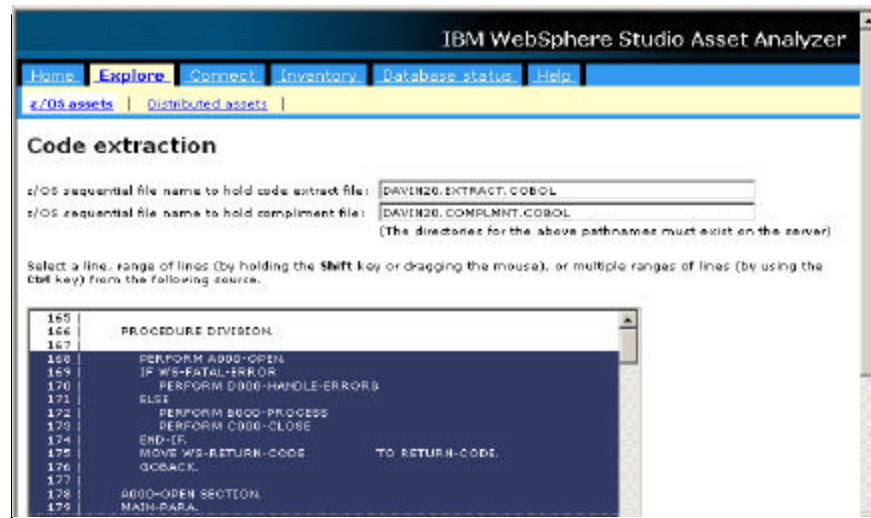 IBM WebSphere Studio Asset Analyzer
Home Explore Connect Inventory Database status Help
z/OS assets | Distributed assets |
Code extraction
z/OS sequential file name to hold code extract file: DAVIN20.EXTRACT.COBOL
z/OS sequential file name to hold compliment file: DAVIN20.COMPLMNT.COBOL
(The directories for the above pathnames must exist on the server)
Select a line, range of lines (by holding the Shift key or dragging the mouse), or multiple ranges of lines (by using the
Ctrl key) from the following source.
165 |
166 | PROCEDURE DIVISION.
167 |
168 | PERFORM A000-OPEN
169 | IF WS-FATAL-ERROR
170 | PERFORM D000-HANDLE-ERRORS
171 | ELSE
172 | PERFORM B000-PROCESS
173 | PERFORM C000-CLOSE
174 | END-IF.
175 | MOVE WS-RETURN-CODE TO RETURN-CODE.
176 | GOBACK.
177 |
178 | A000-OPEN SECTION.
179 | MAIN-PARA.